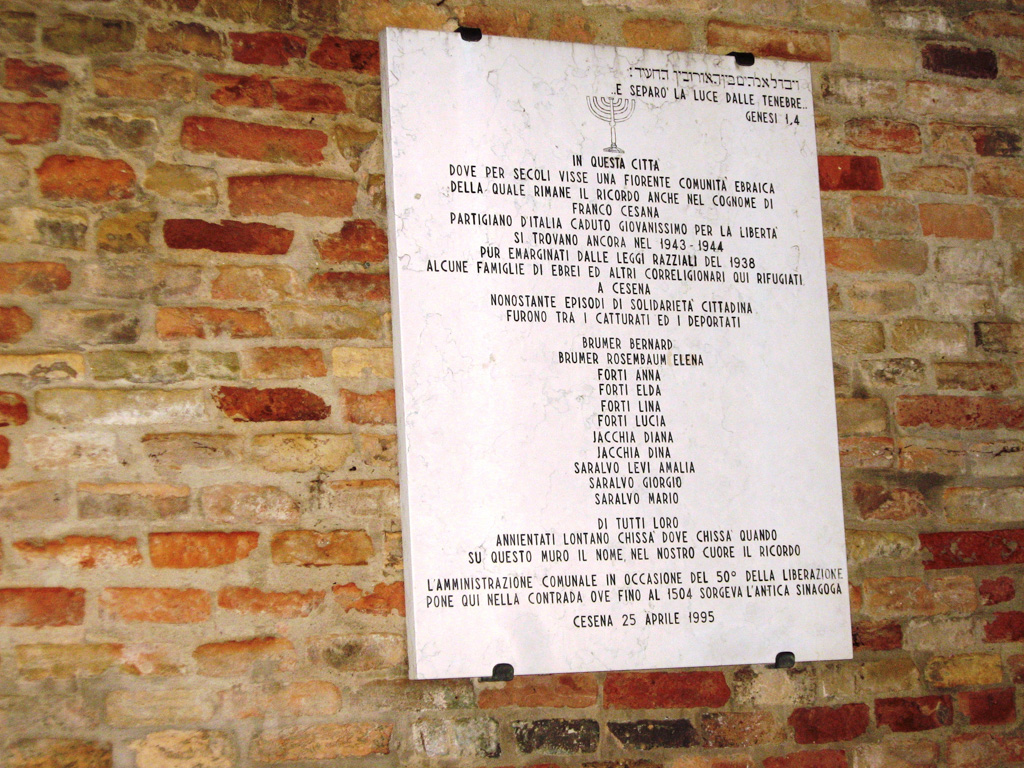 ויבדל אלהים בין האור ובין החשך:
..E SEPARO' LA LUCE DALLE TENEBRE..
GENESI 1,4
IN QUESTA CITTA'
DOVE PER SECOLI VISSE UNA FIORENTE COMUNITA' EBRAICA
DELLA QUALE RIMANE IL RICORDO ANCHE NEL COGNOME DI
FRANCO CESANA
PARTIGIANO D'ITALIA CADUTO GIOVANISSIMO PER LA LIBERTA'
SI TROVANO ANCORA NEL 1943-1944
PUR EMARGINATI DALLE LEGGI RAZZIALI DEL 1938
ALCUNE FAMIGLIE DI EBREI ED ALTRI CORRELIGIONARI QUI RIFUGIATI
A CESENA
NONOSTANTE EPISODI DI SOLIDARIETA' CITTADINA
FURONO TRA I CATTURATI ED I DEPORTATI
BRUMER BERNARD
BRUMER ROSEMBAUM ELENA
FORTI ANNA
FORTI ELDA
FORTI LINA
FORTI LUCIA
JACCHIA DIANA
JACCHIA DINA
SARALVO LEVI AMALIA
SARALVO GIORGIO
SARALVO MARIO
DI TUTTI LORO
ANNIENTATI LONTANO CHISSA' DOVE CHISSA' QUANDO
SU QUESTO MURO IL NOME, NEL NOSTRO CUORE IL RICORDO
L'AMMINISTRAZIONE COMUNALE IN OCCASIONE DEL 50° DELLA LIBERAZIONE
PONE QUI NELLA CONTRADA OVE FINO AL 1504 SORGEVA L'ANTICA SINAGOGA
CESENA 25 APRILE 1995